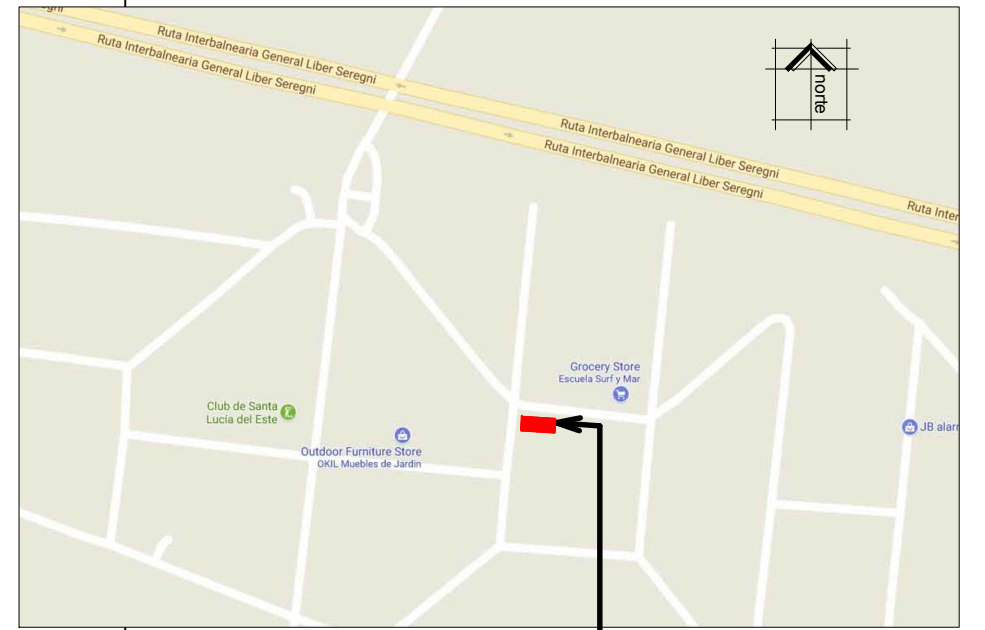 Ruta Interbalnearia General Liber Seregni
Ruta Interbalnearia General Liber Seregni
norte
Ruta Interbalnearia General Liber Seregni
Ruta Interbalnearia General Liber Seregni
Ruta Inter
Grocery Store
Escuela Surf y Mar
Club de Santa
Lucía del Este
JB alarr
Outdoor Furniture Store
OKIL Muebles de Jardin